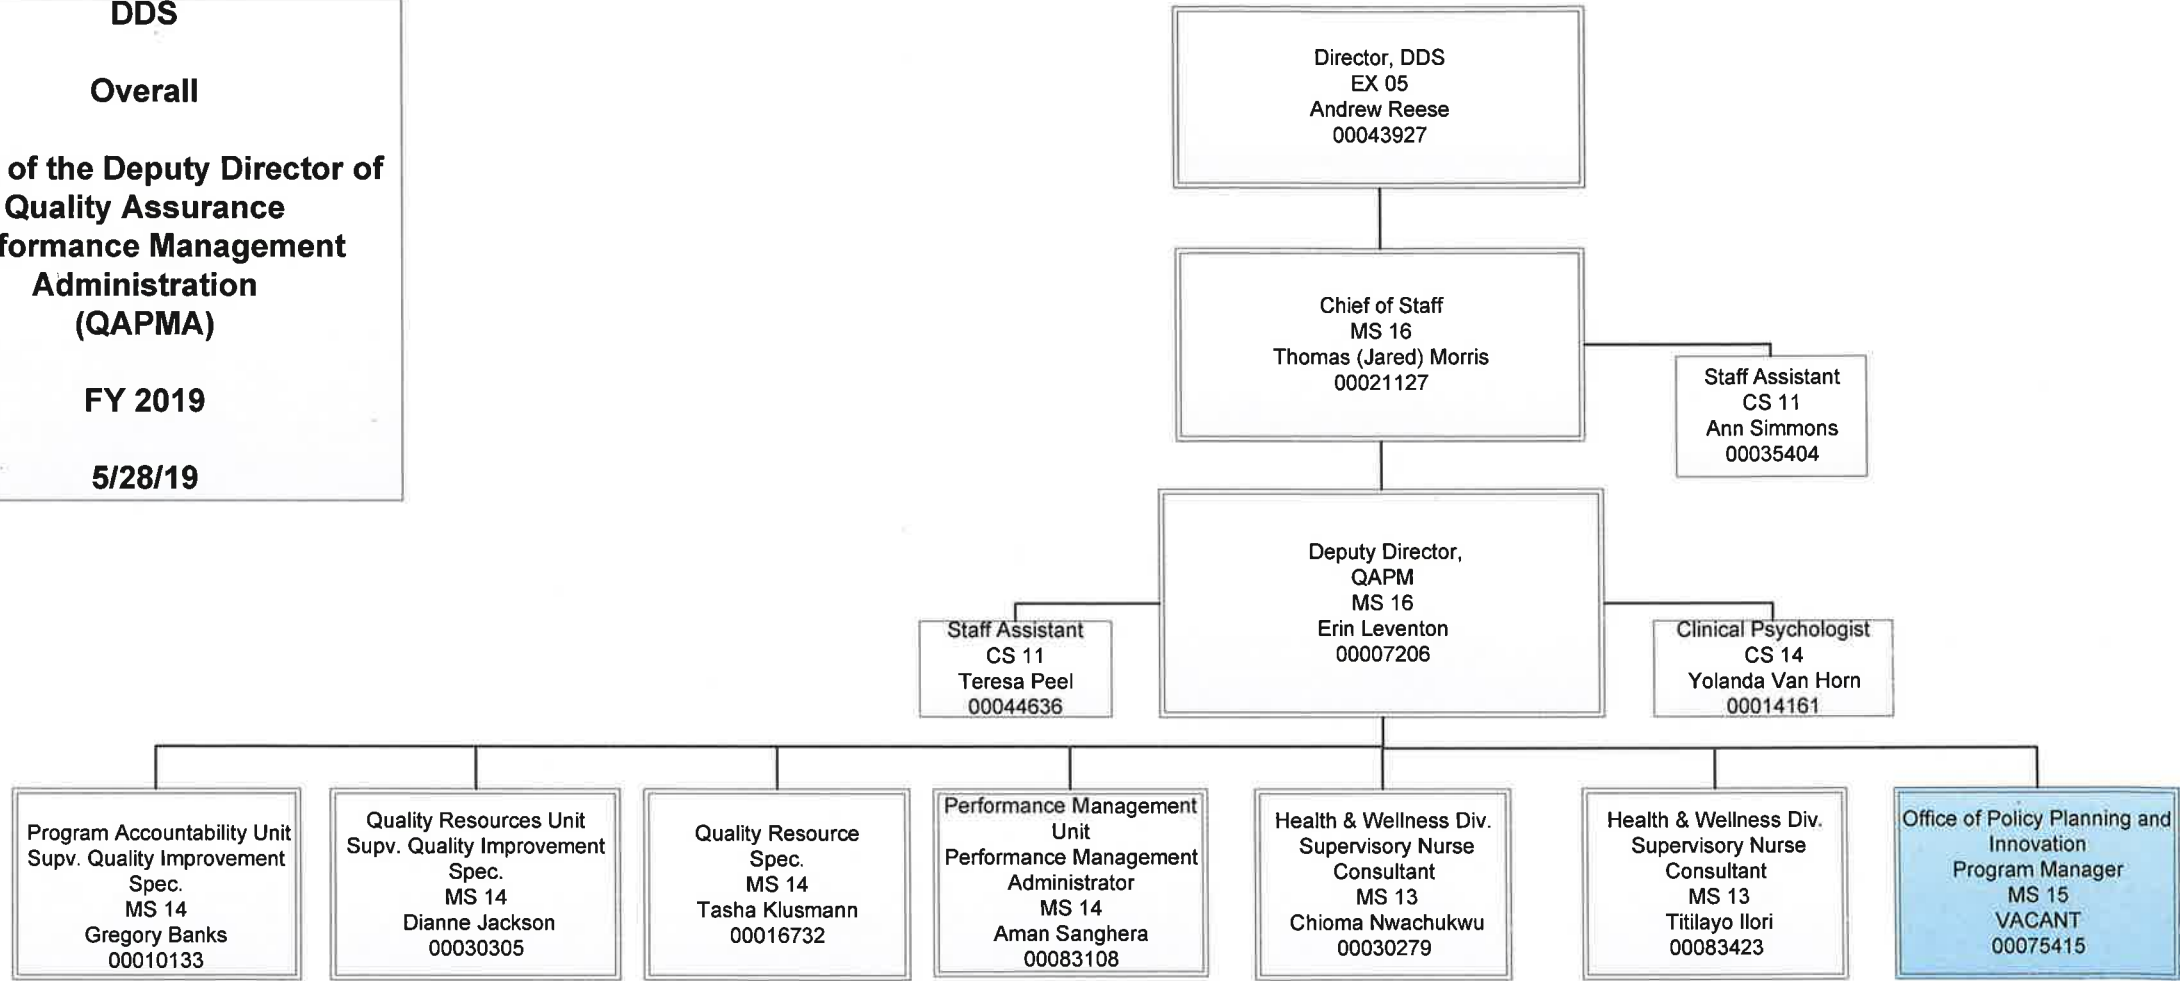 DDS
Overall
of the Deputy Director of
Quality Assurance
formance Management
Administration
(QAPMA)
FY 2019
5/28/19
Director, DDS
EX 05
Andrew Reese
00043927
Chief of Staff
MS 16
Thomas (Jared) Morris
00021127
Staff Assistant
CS 11
Ann Simmons
00035404
Deputy Director,
QAPM
MS 16
Erin Leventon
00007206
Staff Assistant
CS 11
Teresa Peel
00044636
Clinical Psychologist
CS 14
Yolanda Van Horn
00014161
Program Accountability Unit
Supv. Quality Improvement
Spec.
MS 14
Gregory Banks
00010133
Quality Resources Unit
Supv. Quality Improvement
Spec.
MS 14
Dianne Jackson
00030305
Quality Resource
Spec.
MS 14
Tasha Klusmann
00016732
Performance Management
Unit
Performance Management
Administrator
MS 14
Aman Sanghera
00083108
Health & Wellness Div.
Supervisory Nurse
Consultant
MS 13
Chioma Nwachukwu
00030279
Health & Wellness Div.
Supervisory Nurse
Consultant
MS 13
Titilayo Ilori
00083423
Office of Policy Planning and
Innovation
Program Manager
MS 15
VACANT
00075415